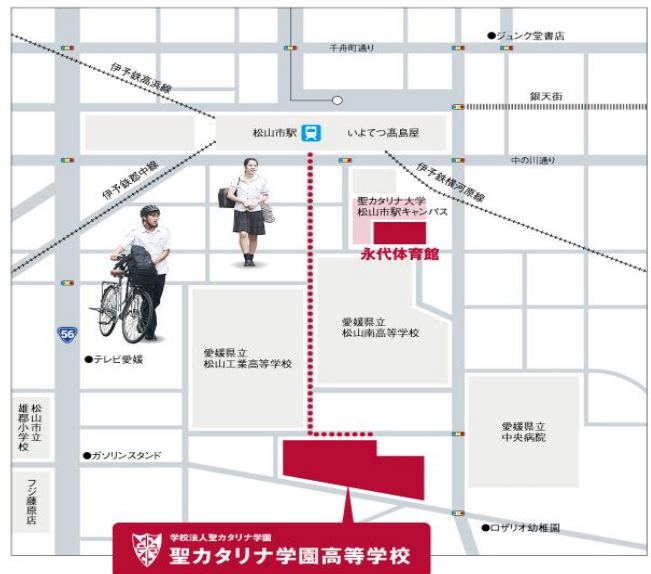 ●ジュンク堂書店
千舟町通り
伊予鉄高浜線
銀天街
松山市駅
いよてつ髙島屋
中の川通り
伊予鉄郡中線
伊予鉄横河原線
聖カタリナ大学
松山市駅キャンパス
永代体育館
56
愛媛県立
松山南高等学校
愛媛県立
松山工業高等学校
●テレビ愛媛
松山市立
雄郡小学校
愛媛県立
中央病院
●ガソリンスタンド
フジ藤原店
●ロザリオ幼稚園
学校法人聖カタリナ学園
聖カタリナ学園高等学校